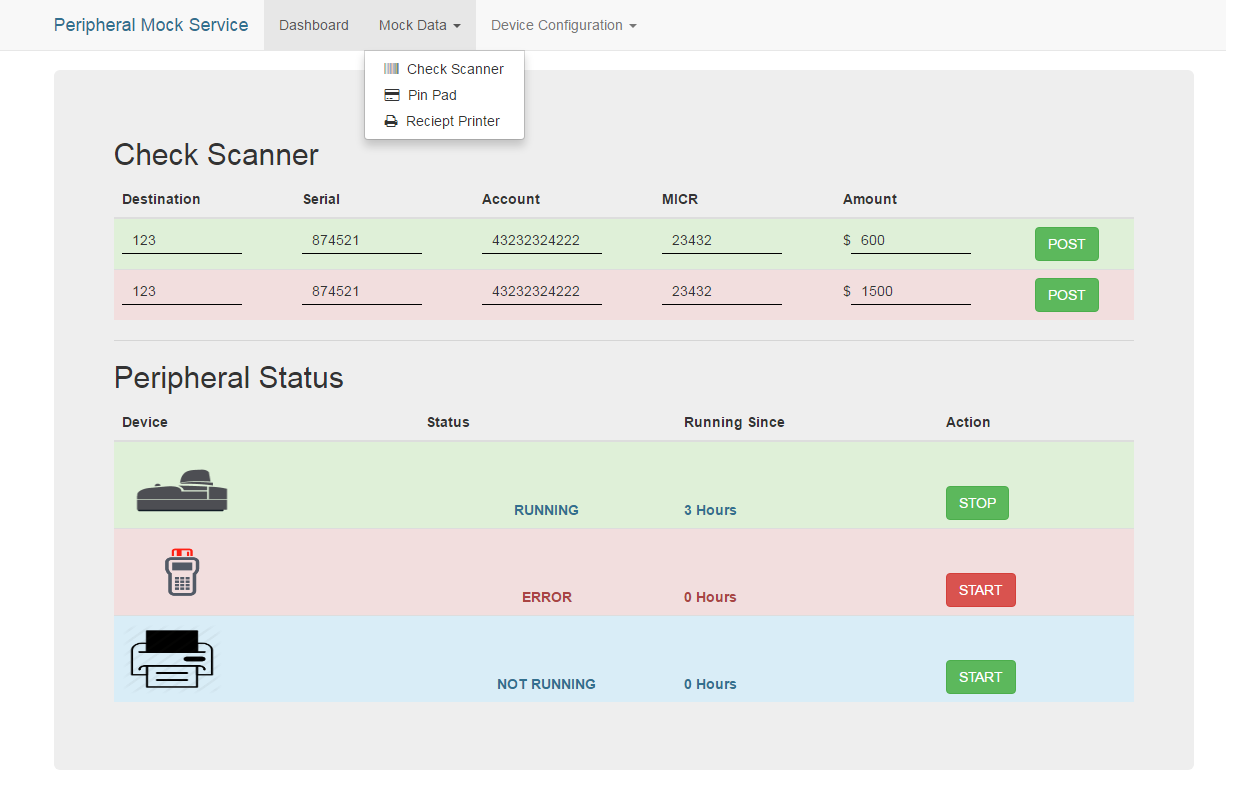 Peripheral Mock Service Dashboard Mock Data Device Configuration
Check Scanner
Pin Pad
Reciept Printer
Check Scanner
Destination Serial Account MICR Amount
123 874521 43232324222 23432 $ 600 POST
123 874521 43232324222 23432 $ 1500 POST
Peripheral Status
Device Status Running Since Action
RUNNING 3 Hours STOP
ERROR 0 Hours START
NOT RUNNING 0 Hours START